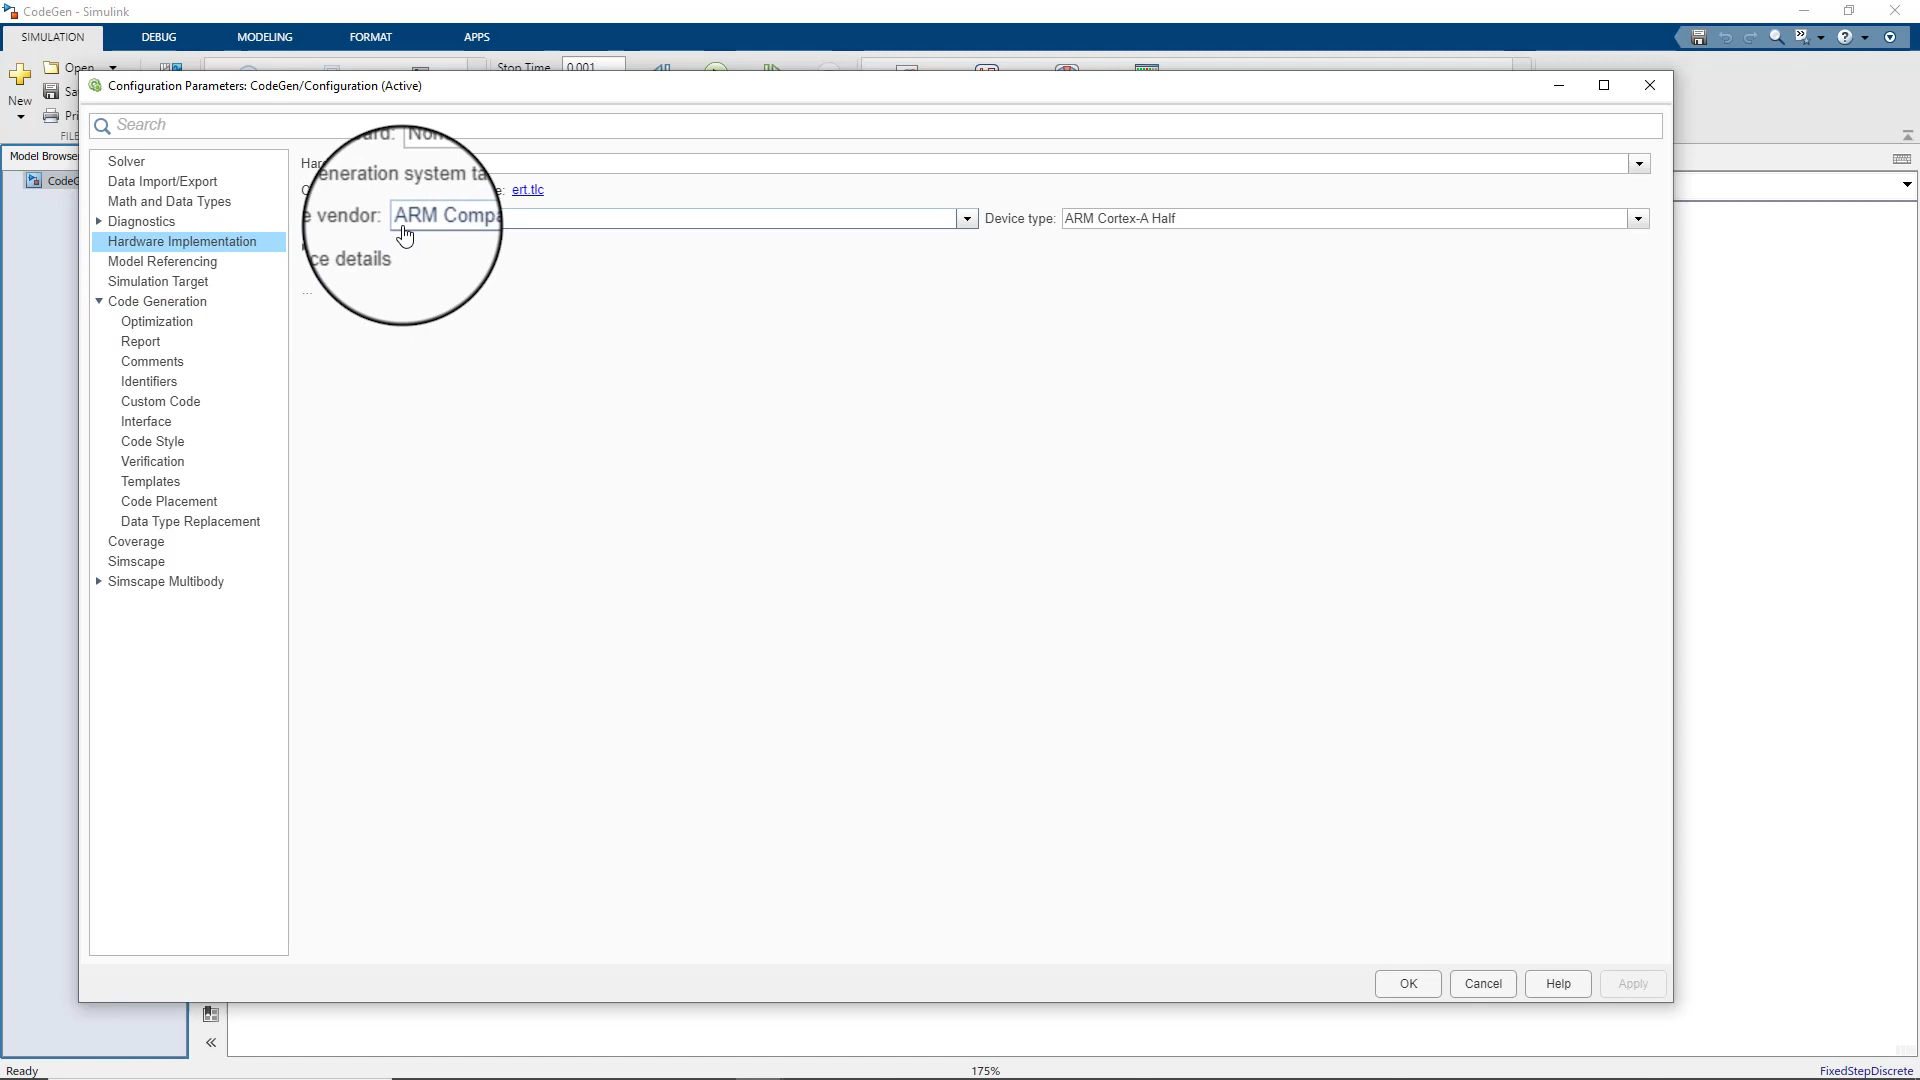 CodeGen - Simulink
SIMULATION DEBUG MODELING FORMAT APPS
Open
Stop Time 0.001
New
FILE
Configuration Parameters: CodeGen/Configuration (Active)
Search
Model Browse
CodeG
Solver
Data Import/Export
Math and Data Types
Diagnostics
Hardware Implementation
Model Referencing
Simulation Target
Code Generation
Optimization
Report
Comments
Identifiers
Custom Code
Interface
Code Style
Verification
Templates
Code Placement
Data Type Replacement
Coverage
Simscape
Simscape Multibody
eneration system ta
ert.tlc
e vendor: ARM Compa
Device type: ARM Cortex-A Half
ce details
...
OK Cancel Help Apply
Ready 175% FixedStepDiscrete